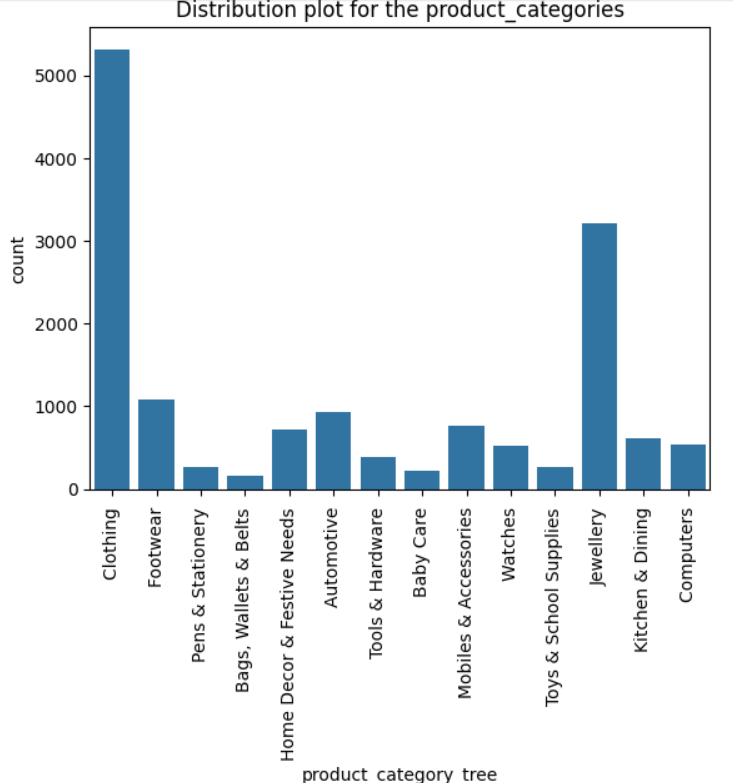 Distribution plot for the product_categories
5000
4000
3000
2000
1000
0
count
Clothing
Footwear
Pens & Stationery
Bags, Wallets & Belts
Home Decor & Festive Needs
Automotive
Tools & Hardware
Baby Care
Mobiles & Accessories
Watches
Toys & School Supplies
Jewellery
Kitchen & Dining
Computers
product_category_tree